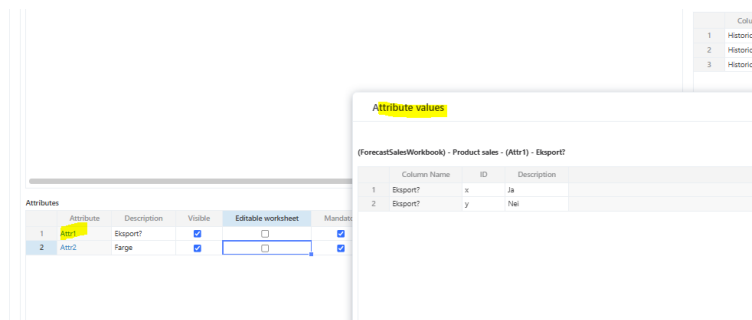 Colu
1 Historic
2 Historic
3 Historic
Attribute values
(ForecastSalesWorkbook) - Product sales - (Attr1) - Eksport?
Column Name ID Description
1 Eksport? x Ja
2 Eksport? y Nei
Attributes
Attribute Description Visible Editable worksheet Mandato
1 Attr1 Eksport?
2 Attr2 Farge